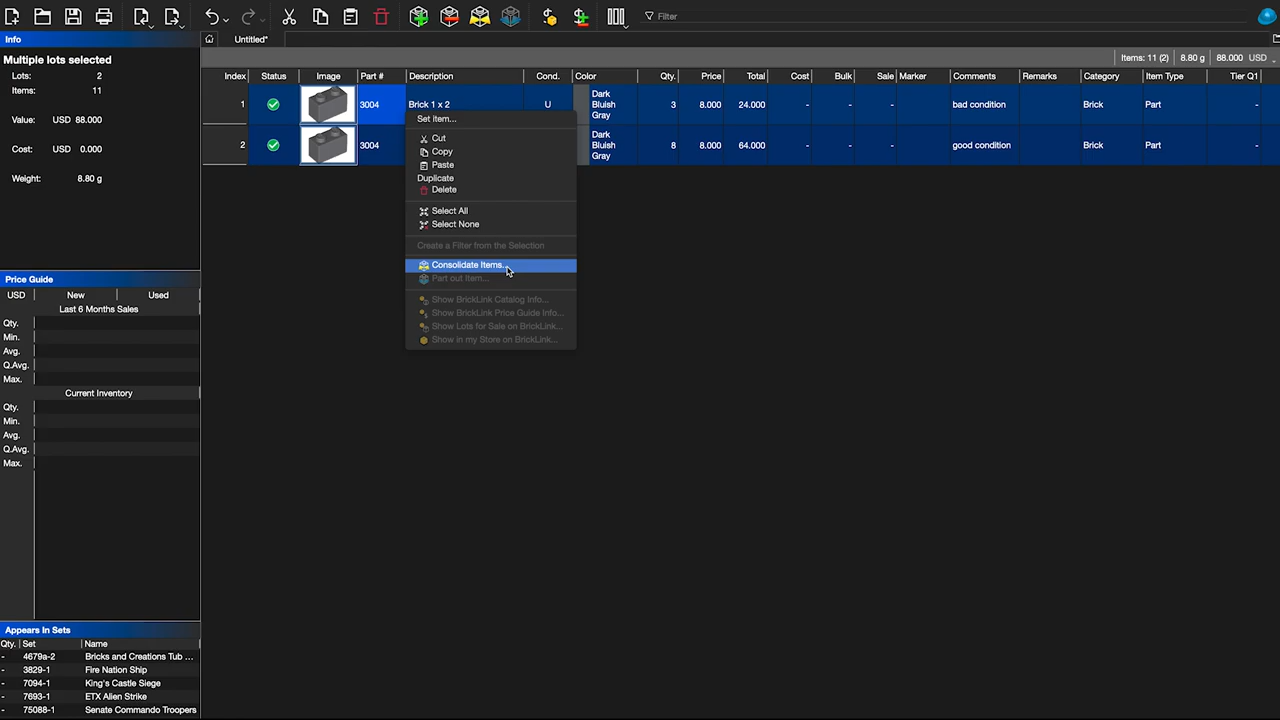 Filter
Info
Untitled*
Multiple lots selected
Items: 11 (2) 8.80 g 88.000 USD
Lots: 2
Items: 11
Value: USD 88.000
Cost: USD 0.000
Weight: 8.80 g
Index Status Image Part # Description Cond. Color Qty. Price Total Cost Bulk Sale Marker Comments Remarks Category Item Type Tier Q1
1 3004 Brick 1 x 2 U Dark Bluish Gray 3 8.000 24.000 - - - bad condition Brick Part -
2 3004 Dark Bluish Gray 8 8.000 64.000 - - - good condition Brick Part -
Set item...
Cut
Copy
Paste
Duplicate
Delete
Select All
Select None
Create a Filter from the Selection
Consolidate Items...
Part out Item...
Show BrickLink Catalog Info...
Show BrickLink Price Guide Info...
Show Lots for Sale on BrickLink...
Show in my Store on BrickLink...
Price Guide
USD New Used
Last 6 Months Sales
Qty.
Min.
Avg.
Q.Avg.
Max.
Current Inventory
Qty.
Min.
Avg.
Q.Avg.
Max.
Appears In Sets
Qty. Set Name
- 4679a-2 Bricks and Creations Tub ...
- 3829-1 Fire Nation Ship
- 7094-1 King's Castle Siege
- 7693-1 ETX Alien Strike
- 75088-1 Senate Commando Troopers